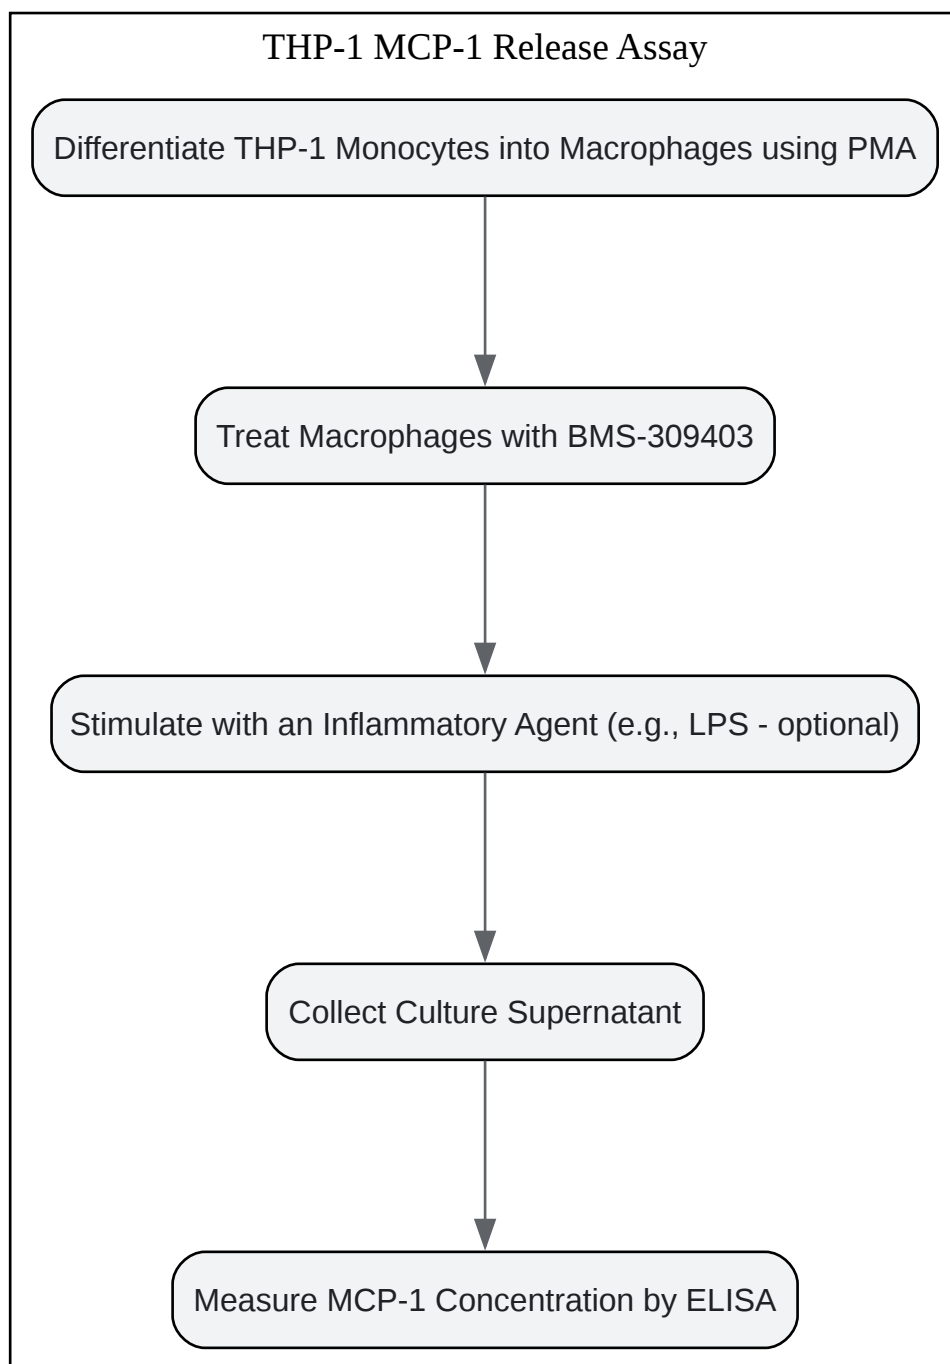 THP-1 MCP-1 Release Assay
Differentiate THP-1 Monocytes into Macrophages using PMA
Treat Macrophages with BMS-309403
Stimulate with an Inflammatory Agent (e.g., LPS - optional)
Collect Culture Supernatant
Measure MCP-1 Concentration by ELISA